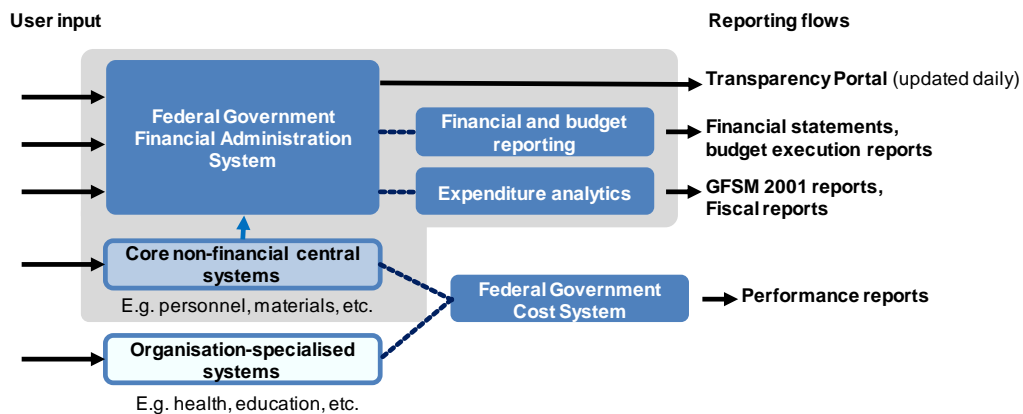 User input
Reporting flows
Federal Government
Financial Administration
System
Transparency Portal (updated daily)
Financial and budget
reporting
Financial statements,
budget execution reports
Expenditure analytics
GFSM 2001 reports,
Fiscal reports
Core non-financial central
systems
E.g. personnel, materials, etc.
Federal Government
Cost System
Performance reports
Organisation-specialised
systems
E.g. health, education, etc.